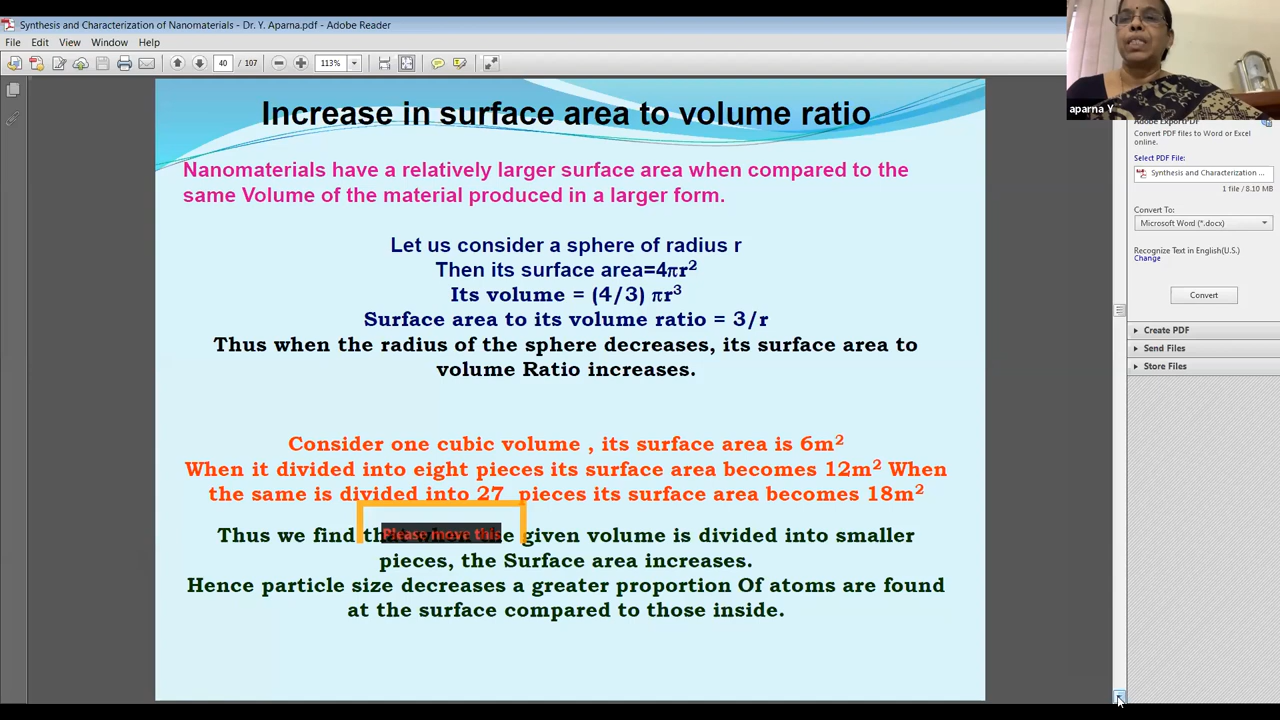 Synthesis and Characterization of Nanomaterials - Dr. Y. Aparna.pdf - Adobe Reader
File Edit View Window Help
40 / 107 113%
aparna Y
Adobe ExportPDF
Convert PDF files to Word or Excel
online.
Select PDF File:
Synthesis and Characterization ...
1 file / 8.10 MB
Convert To:
Microsoft Word (*.docx)
Recognize Text in English(U.S.)
Change
Convert
Create PDF
Send Files
Store Files
Increase in surface area to volume ratio
Nanomaterials have a relatively larger surface area when compared to the
same Volume of the material produced in a larger form.
Let us consider a sphere of radius r
Then its surface area=4πr²
Its volume = (4/3) πr³
Surface area to its volume ratio = 3/r
Thus when the radius of the sphere decreases, its surface area to
volume Ratio increases.
Consider one cubic volume , its surface area is 6m²
When it divided into eight pieces its surface area becomes 12m² When
the same is divided into 27 pieces its surface area becomes 18m²
Thus we find given volume is divided into smaller
Please move this
pieces, the Surface area increases.
Hence particle size decreases a greater proportion Of atoms are found
at the surface compared to those inside.